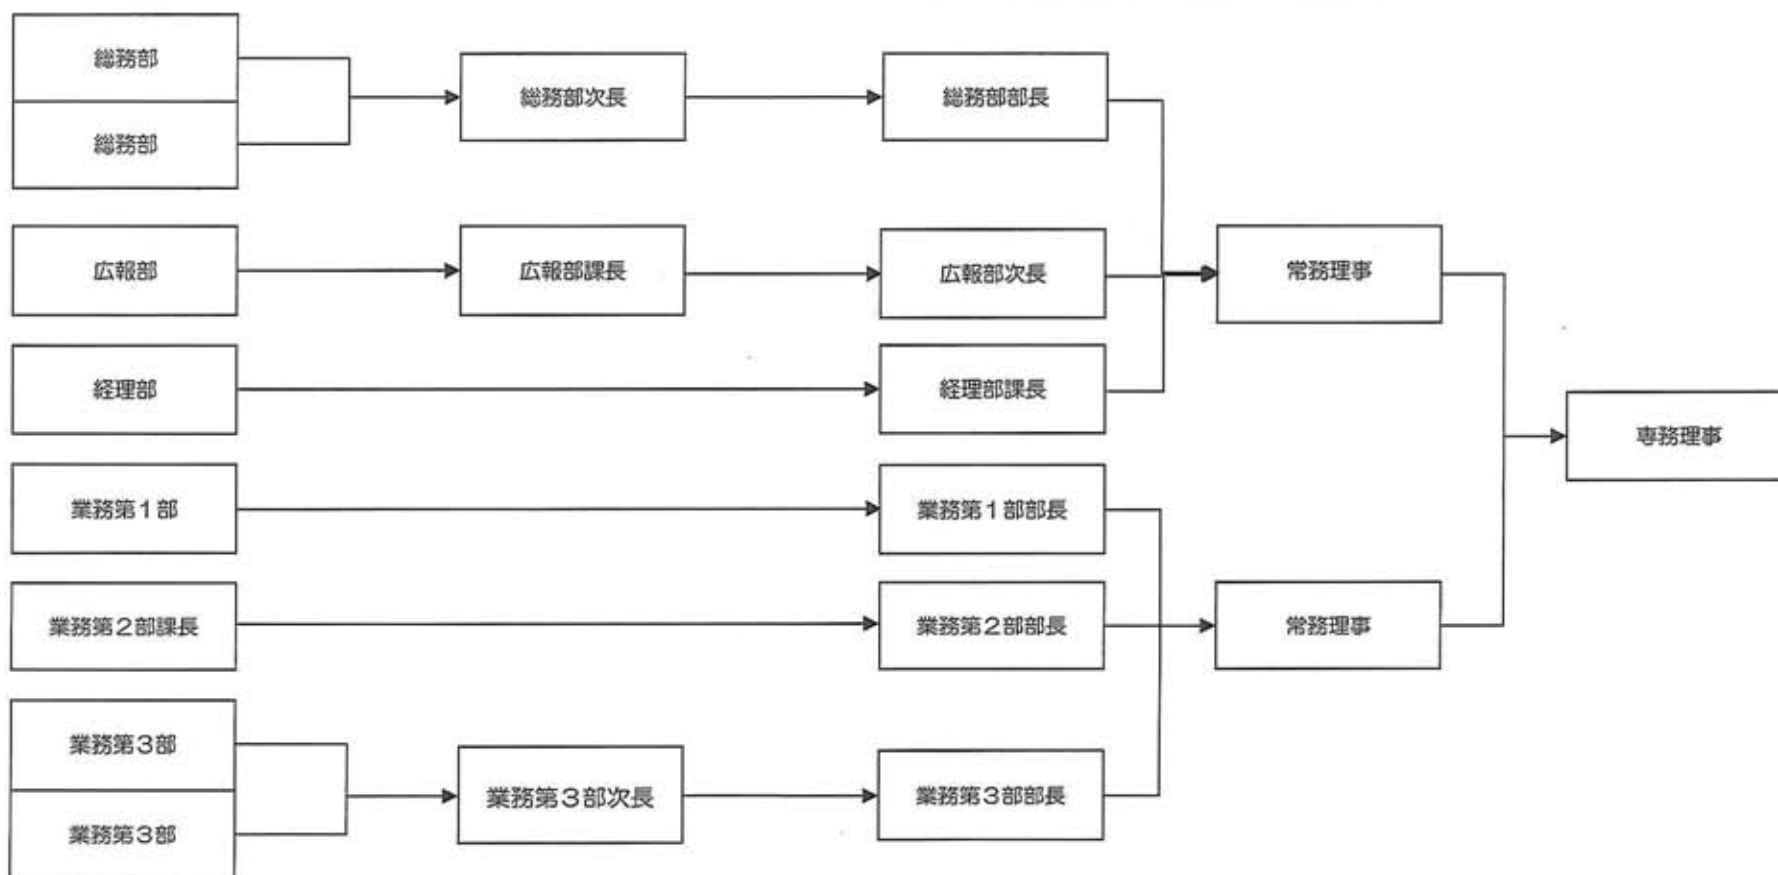 総務部
総務部
総務部次長
総務部部長
広報部
広報部課長
広報部次長
常務理事
経理部
経理部課長
専務理事
業務第1部
業務第1部部長
業務第2部課長
業務第2部部長
常務理事
業務第3部
業務第3部
業務第3部次長
業務第3部部長